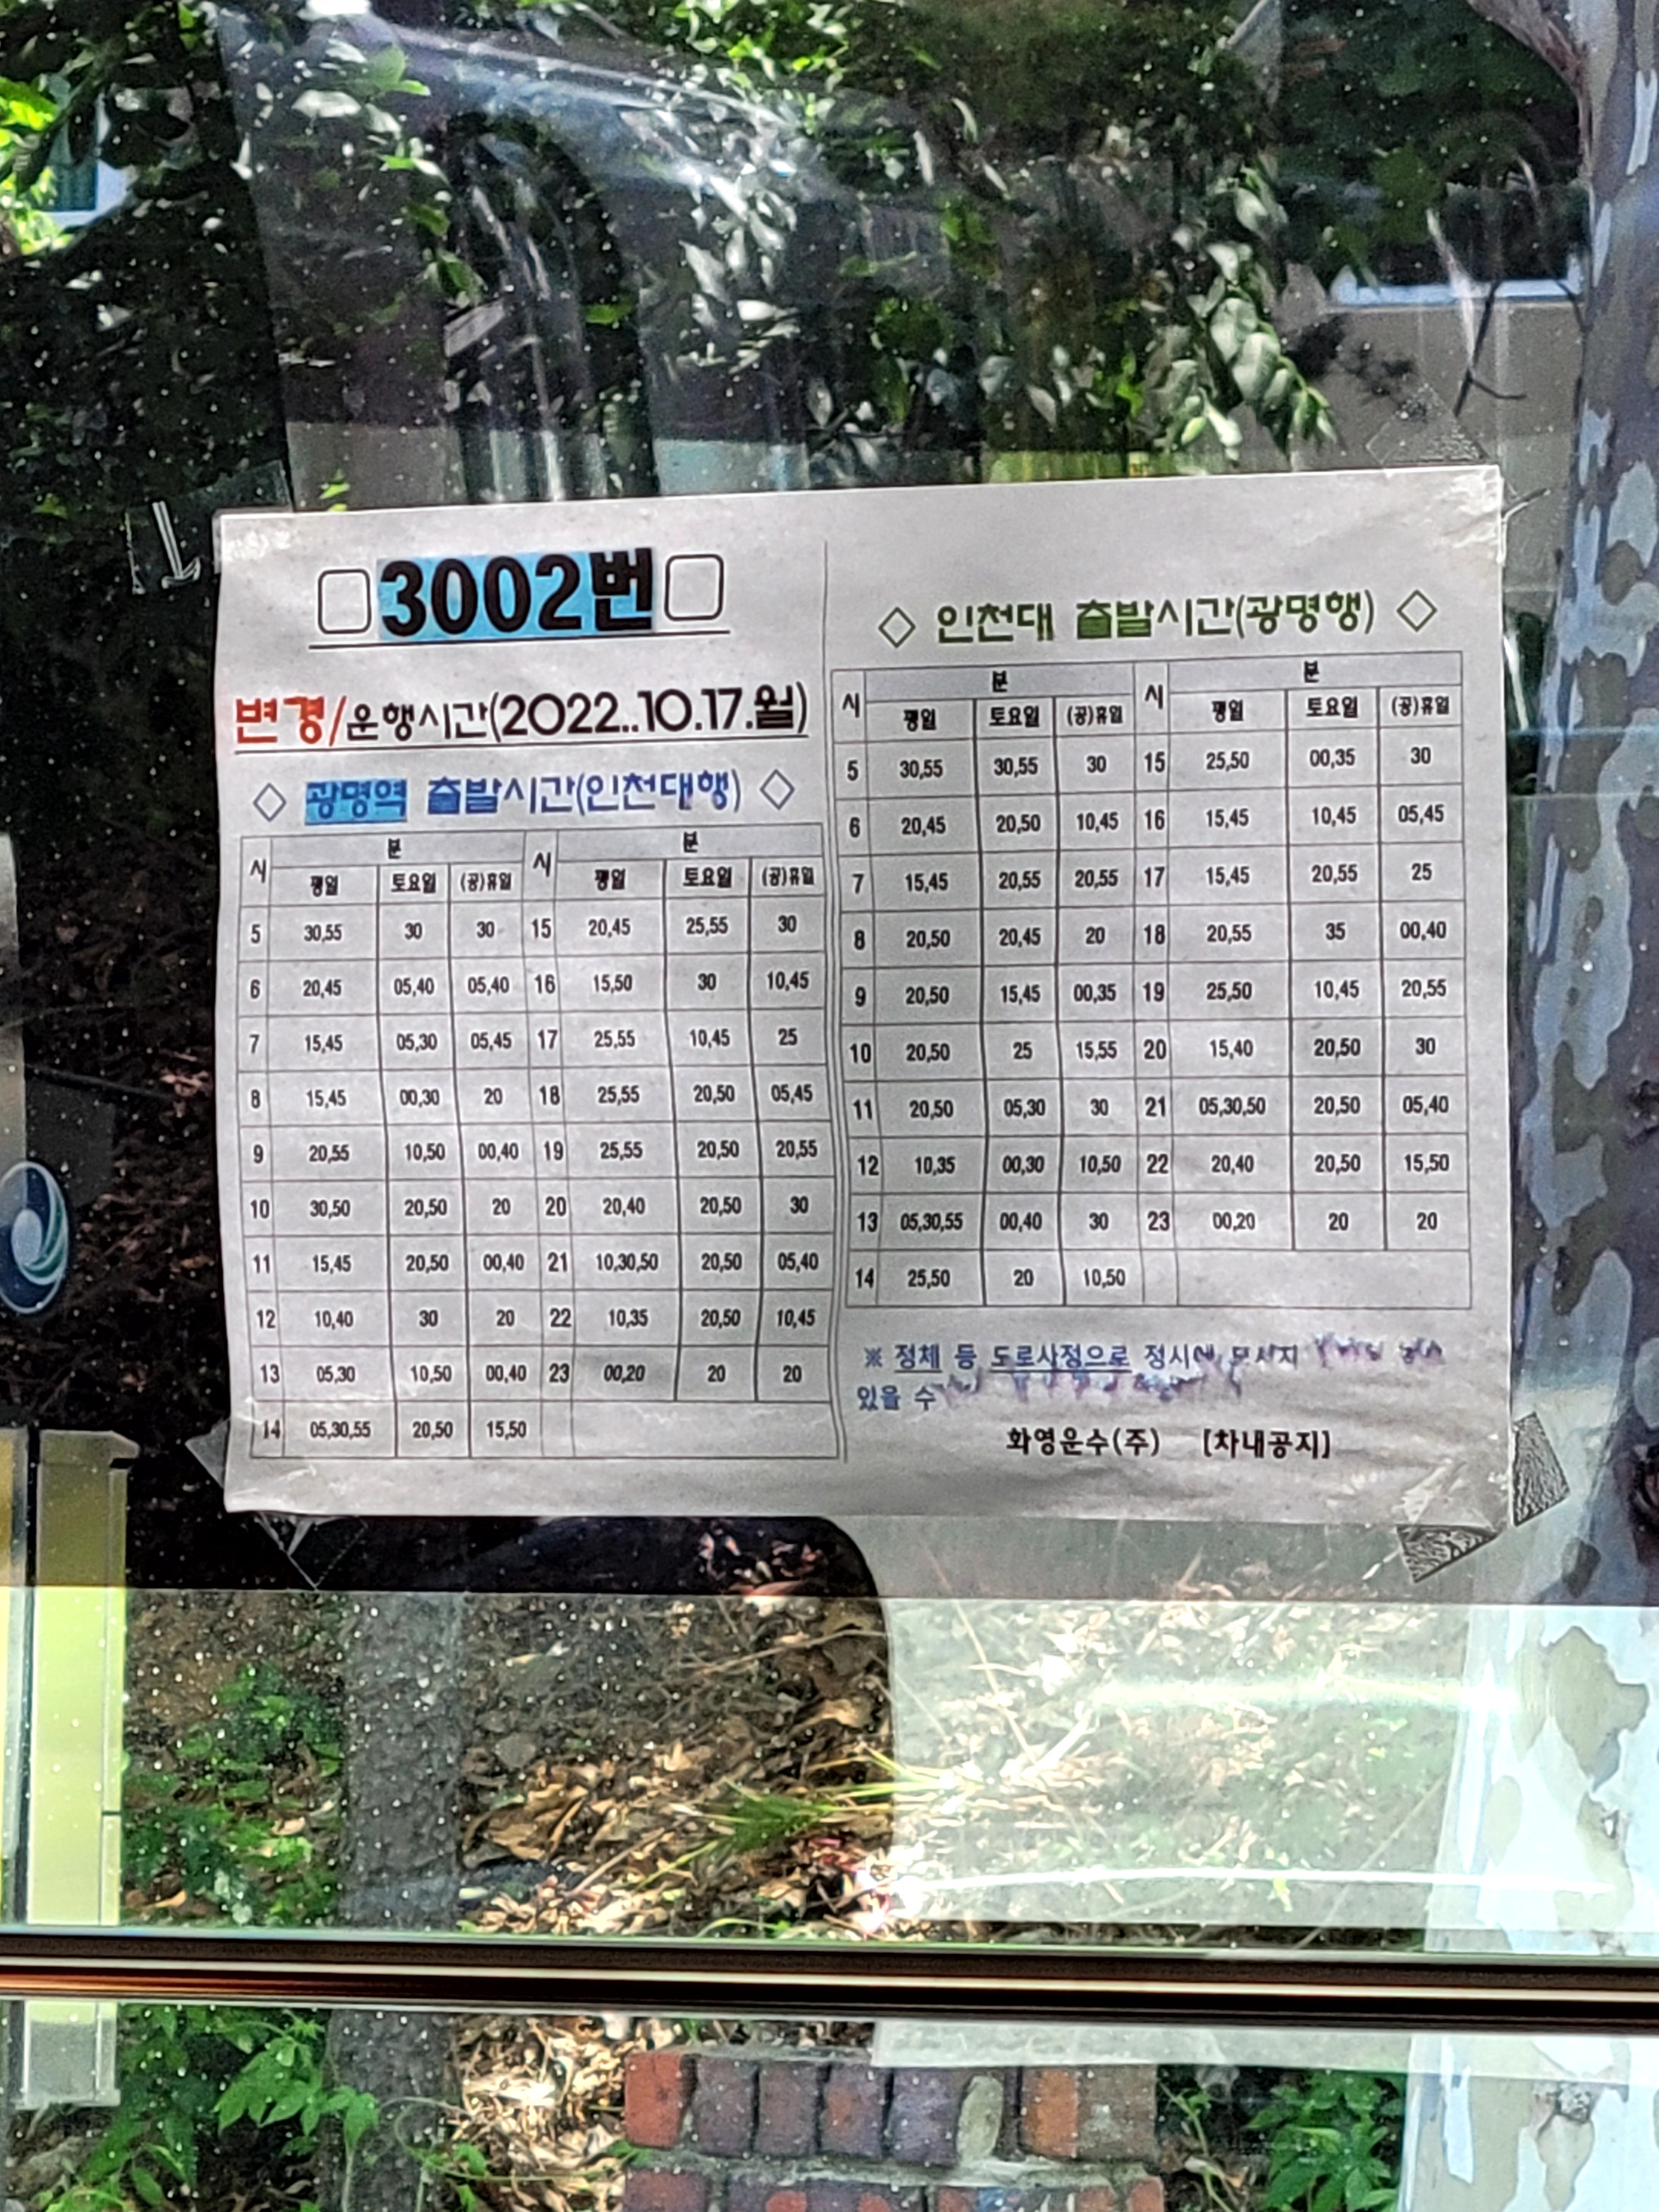 3002번
변경/운행시간(2022..10.17.월)
◇ 광명역 출발시간(인천대행) ◇
시 분 시 분
평일 토요일 (공)휴일 평일 토요일 (공)휴일
5 30,55 30 30 15 20,45 25,55 30
6 20,45 05,40 05,40 16 15,50 30 10,45
7 15,45 05,30 05,45 17 25,55 10,45 25
8 15,45 00,30 20 18 25,55 20,50 05,45
9 20,55 10,50 00,40 19 25,55 20,50 20,55
10 30,50 20,50 20 20 20,40 20,50 30
11 15,45 20,50 00,40 21 10,30,50 20,50 05,40
12 10,40 30 20 22 10,35 20,50 10,45
13 05,30 10,50 00,40 23 00,20 20 20
14 05,30,55 20,50 15,50
◇ 인천대 출발시간(광명행) ◇
시 분 시 분
평일 토요일 (공)휴일 평일 토요일 (공)휴일
5 30,55 30,55 30 15 25,50 00,35 30
6 20,45 20,50 10,45 16 15,45 10,45 05,45
7 15,45 20,55 20,55 17 15,45 20,55 25
8 20,50 20,45 20 18 20,55 35 00,40
9 20,50 15,45 00,35 19 25,50 10,45 20,55
10 20,50 25 15,55 20 15,40 20,50 30
11 20,50 05,30 30 21 05,30,50 20,50 05,40
12 10,35 00,30 10,50 22 20,40 20,50 15,50
13 05,30,55 00,40 30 23 00,20 20 20
14 25,50 20 10,50
※ 정체 등 도로사정으로 정시에
있을 수
화영운수(주) [차내공지]